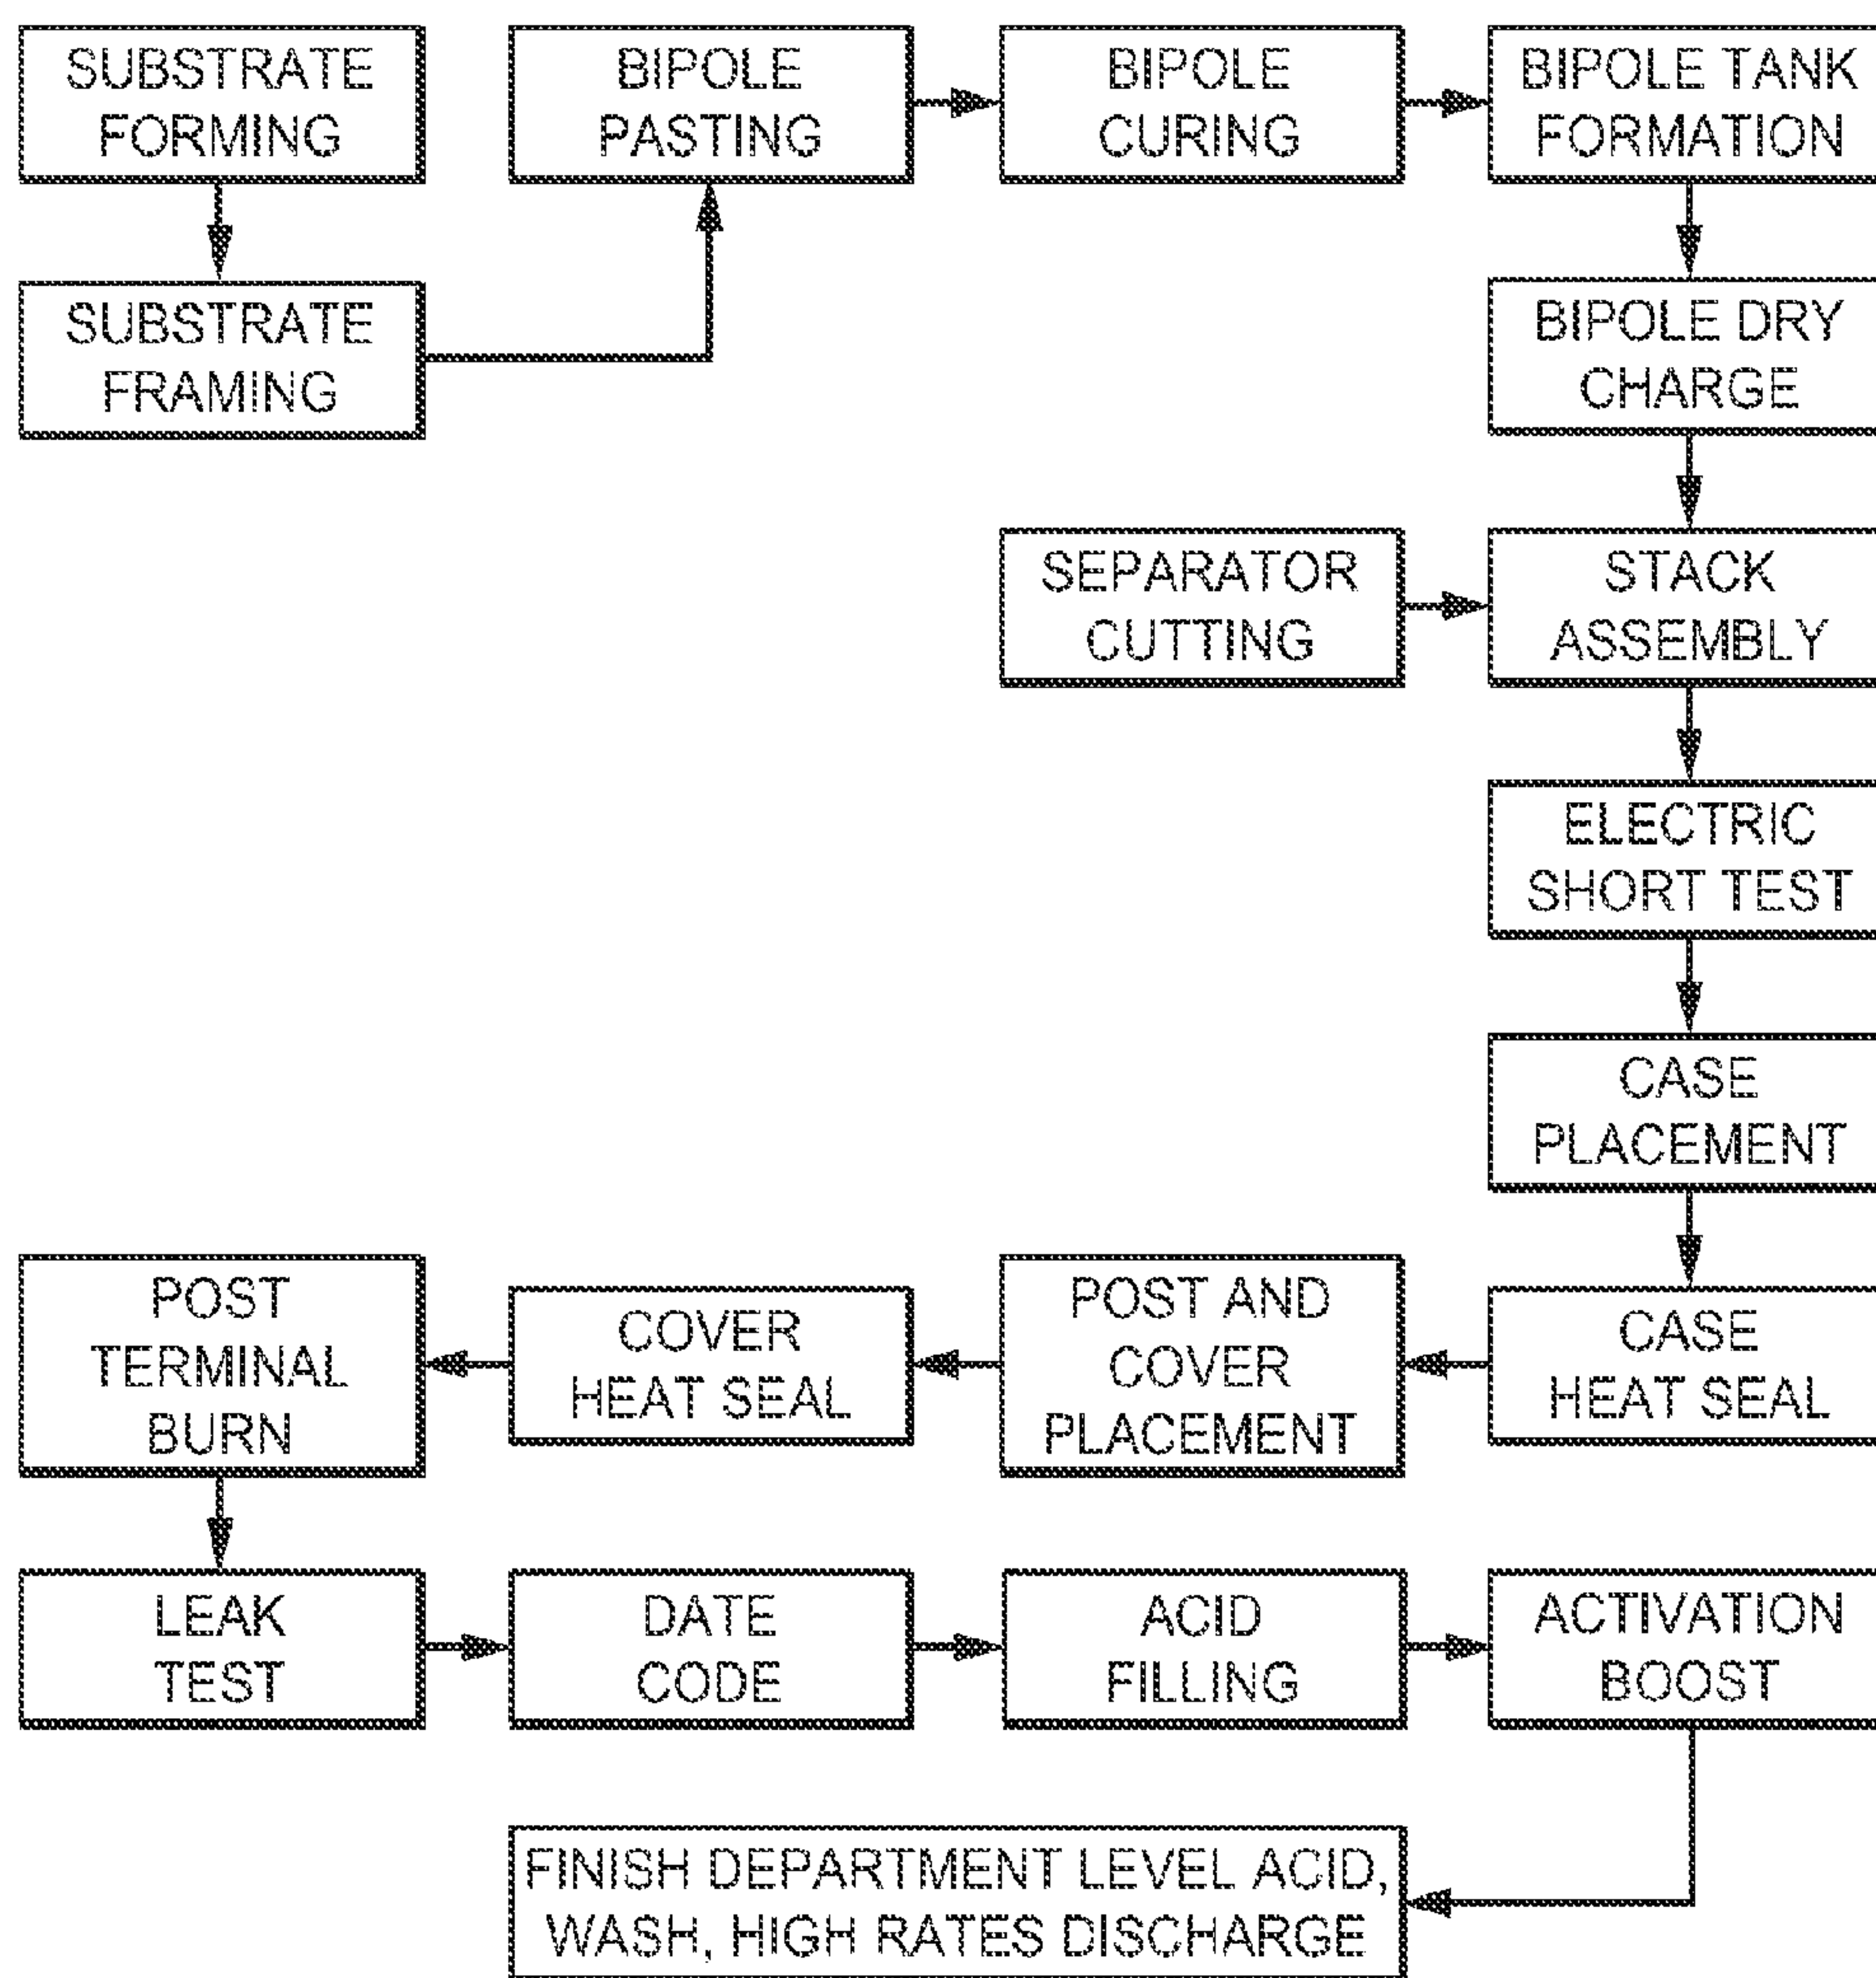 SUBSTRATE
FORMING
SUBSTRATE
FRAMING
BIPOLE
PASTING
BIPOLE
CURING
BIPOLE TANK
FORMATION
BIPOLE DRY
CHARGE
SEPARATOR
CUTTING
STACK
ASSEMBLY
ELECTRIC
SHORT TEST
CASE
PLACEMENT
CASE
HEAT SEAL
POST AND
COVER
PLACEMENT
COVER
HEAT SEAL
POST
TERMINAL
BURN
LEAK
TEST
DATE
CODE
ACID
FILLING
ACTIVATION
BOOST
FINISH DEPARTMENT LEVEL ACID,
WASH, HIGH RATES DISCHARGE